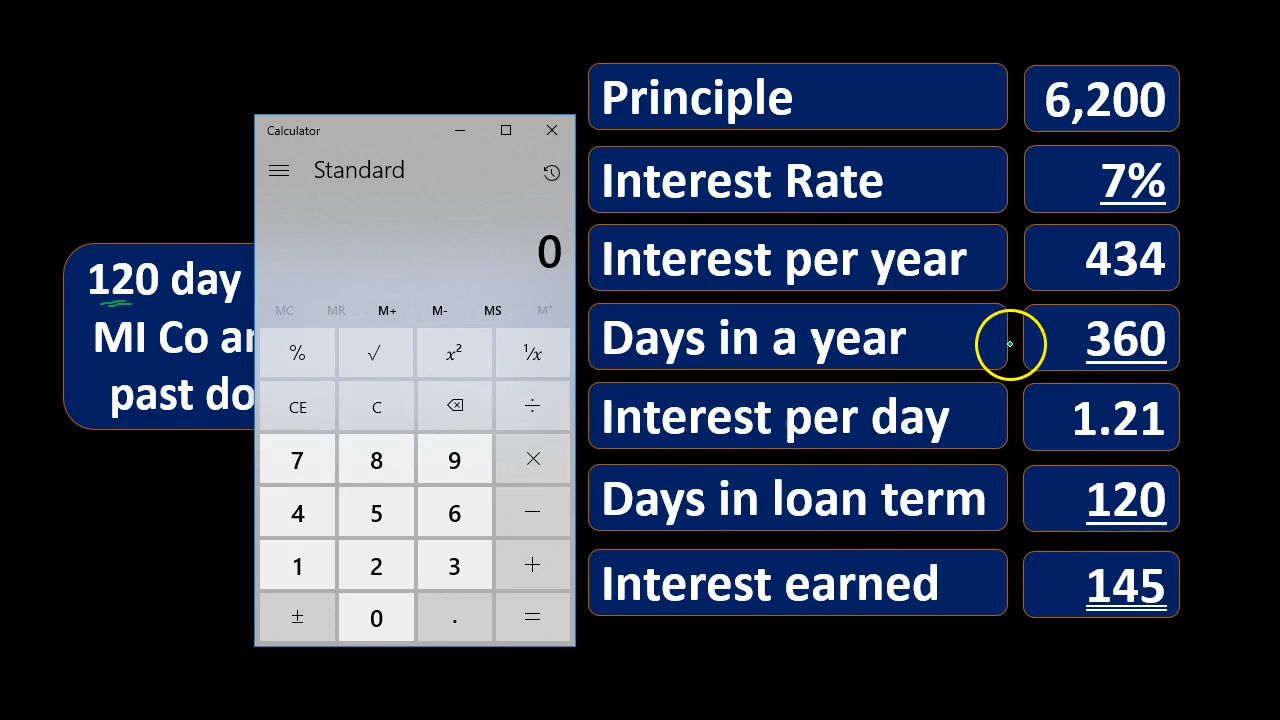 Principle 6,200
Interest Rate 7%
Interest per year 434
Days in a year 360
Interest per day 1.21
Days in loan term 120
Interest earned 145
120 day
MI Co
past do
Calculator
Standard
0
MC MR M+ M- MS M˅
% √ x² ¹/x
CE C ÷
7 8 9 ×
4 5 6 −
1 2 3 +
± 0 . =